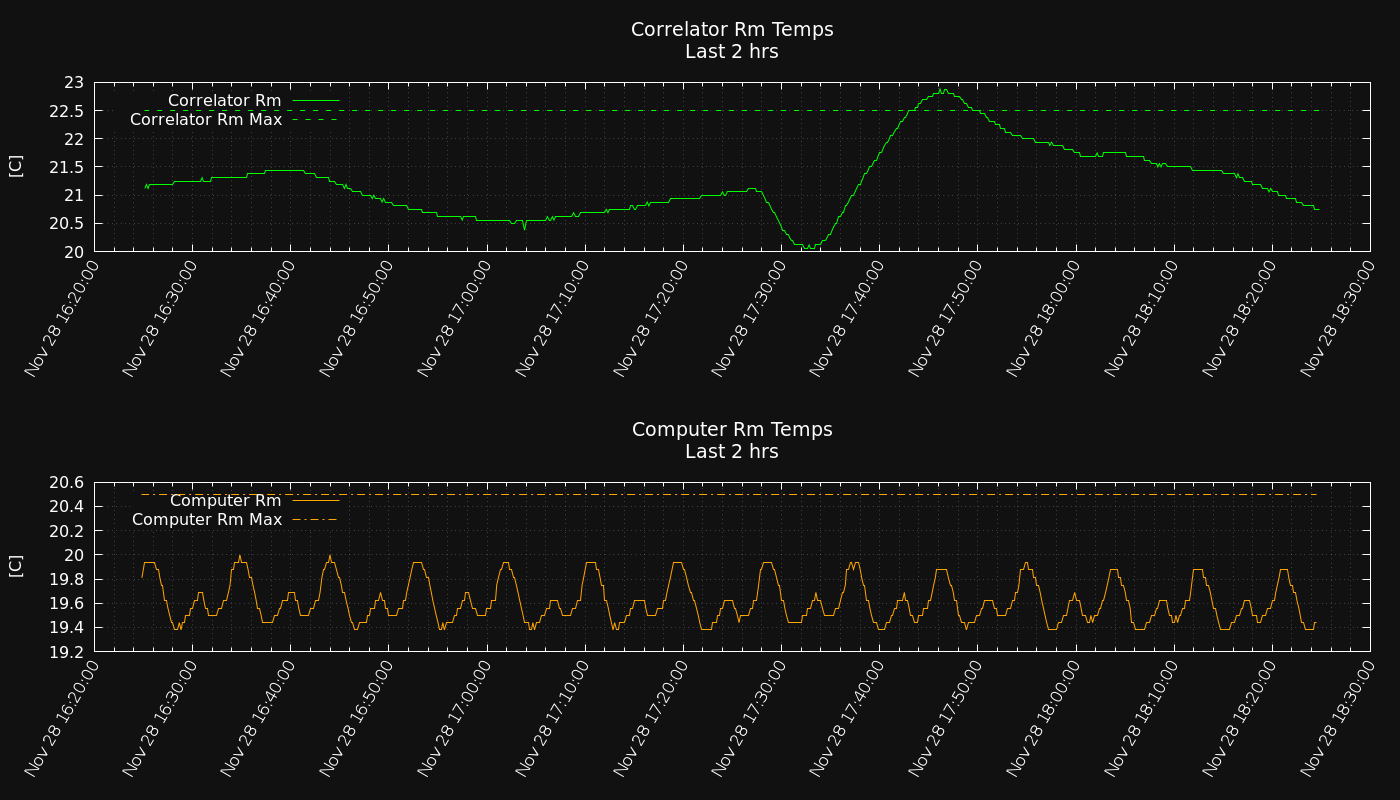 Correlator Rm Temps
Last 2 hrs
23
22.5
22
21.5
21
20.5
20
[C]
Correlator Rm
Correlator Rm Max
Nov 28 16:20:00
Nov 28 16:30:00
Nov 28 16:40:00
Nov 28 16:50:00
Nov 28 17:00:00
Nov 28 17:10:00
Nov 28 17:20:00
Nov 28 17:30:00
Nov 28 17:40:00
Nov 28 17:50:00
Nov 28 18:00:00
Nov 28 18:10:00
Nov 28 18:20:00
Nov 28 18:30:00
Computer Rm Temps
Last 2 hrs
20.6
20.4
20.2
20
19.8
19.6
19.4
19.2
[C]
Computer Rm
Computer Rm Max
Nov 28 16:20:00
Nov 28 16:30:00
Nov 28 16:40:00
Nov 28 16:50:00
Nov 28 17:00:00
Nov 28 17:10:00
Nov 28 17:20:00
Nov 28 17:30:00
Nov 28 17:40:00
Nov 28 17:50:00
Nov 28 18:00:00
Nov 28 18:10:00
Nov 28 18:20:00
Nov 28 18:30:00